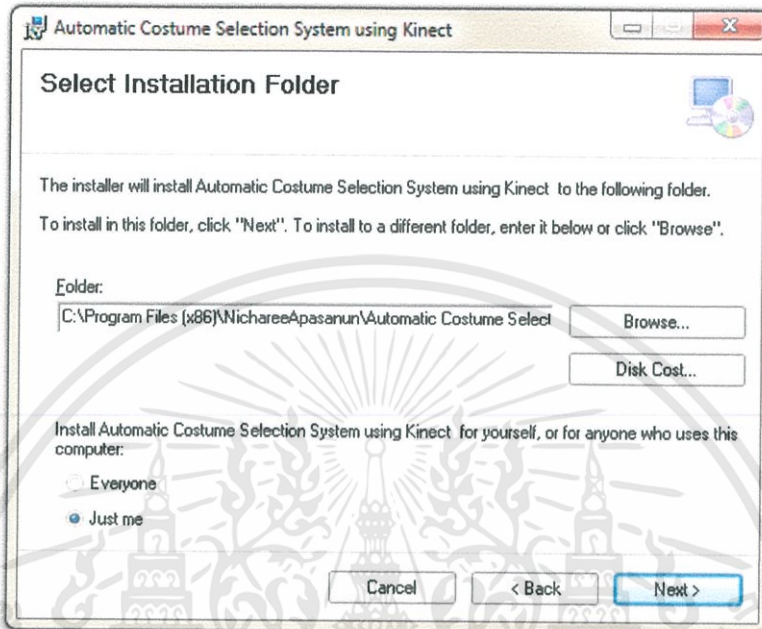 Automatic Costume Selection System using Kinect
Select Installation Folder
The installer will install Automatic Costume Selection System using Kinect to the following folder.
To install in this folder, click "Next". To install to a different folder, enter it below or click "Browse".
Folder:
C:\Program Files (x86)\NichareeApasanun\Automatic Costume Select
Browse...
Disk Cost...
Install Automatic Costume Selection System using Kinect for yourself, or for anyone who uses this
computer:
Everyone
Just me
Cancel
< Back
Next >